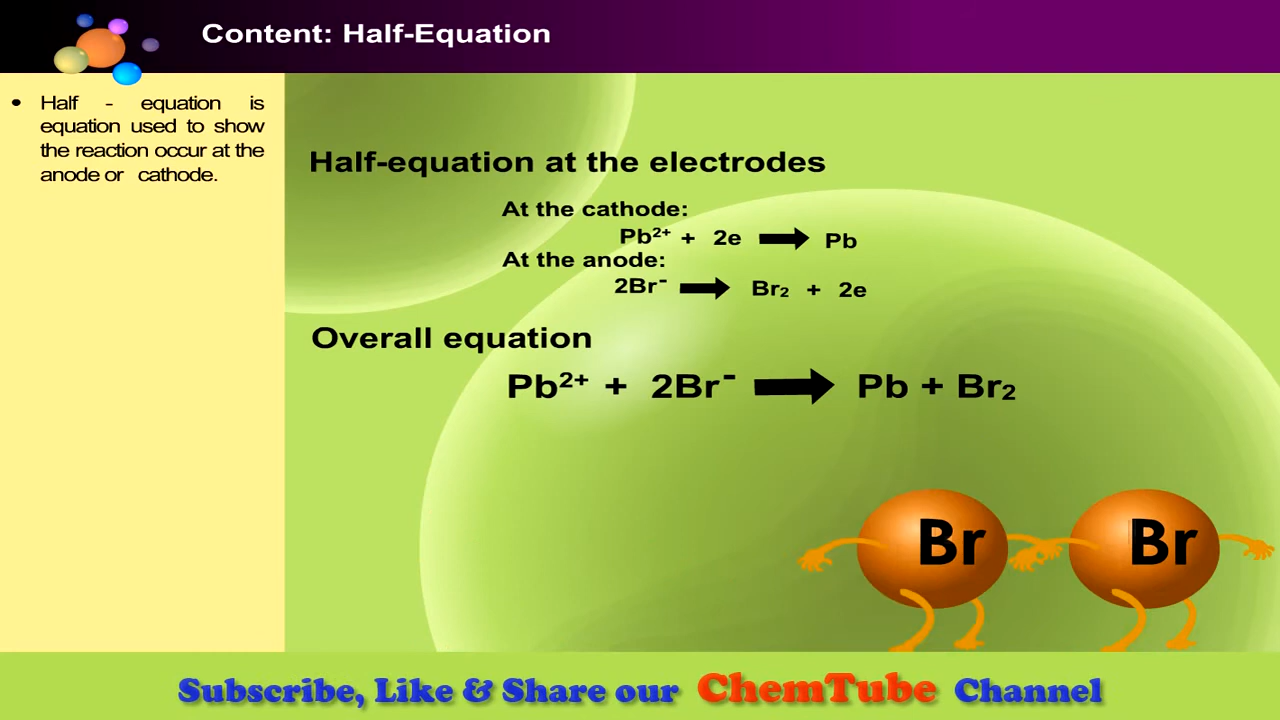 Content: Half-Equation
• Half - equation is
equation used to show
the reaction occur at the
anode or cathode.
Half-equation at the electrodes
At the cathode:
Pb²⁺ + 2e ➡ Pb
At the anode:
2Br⁻ ➡ Br₂ + 2e
Overall equation
Pb²⁺ + 2Br⁻ ➡ Pb + Br₂
Br Br
Subscribe, Like & Share our ChemTube Channel